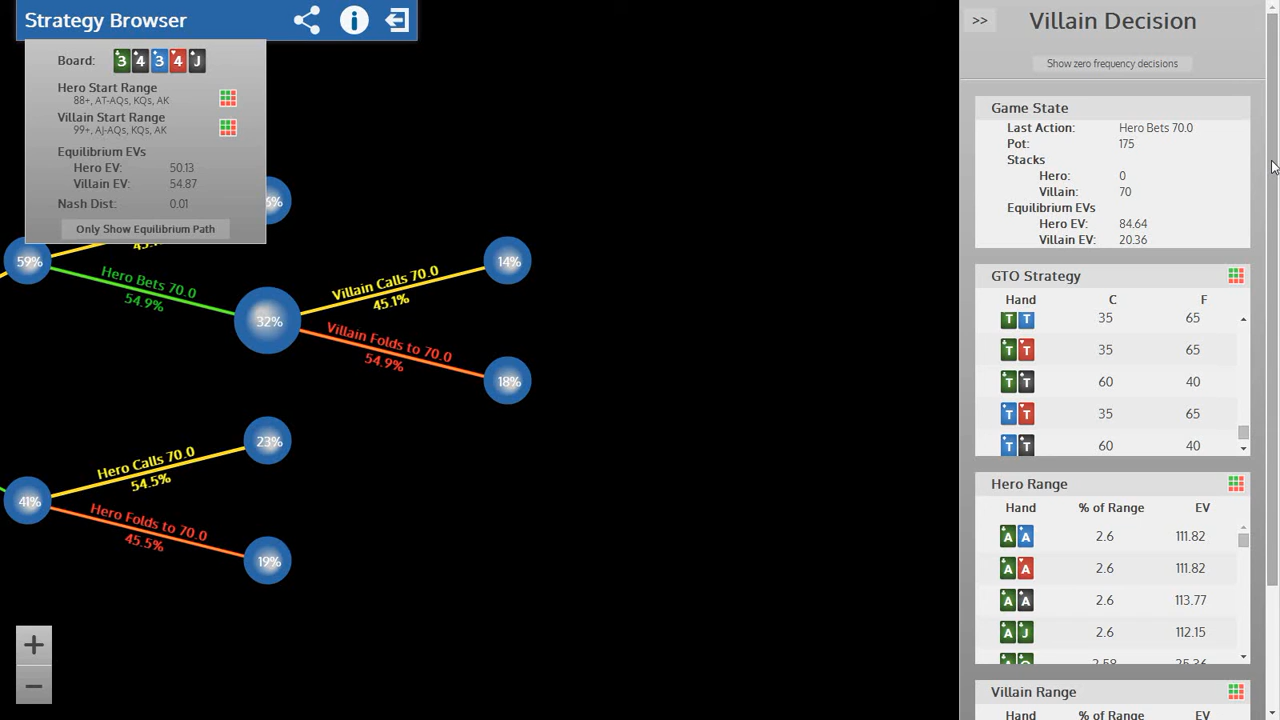 Strategy Browser
Board: 3 4 3 4 J
Hero Start Range
88+, AT-AQs, KQs, AK
Villain Start Range
99+, AJ-AQs, KQs, AK
Equilibrium EVs
Hero EV: 50.13
Villain EV: 54.87
Nash Dist: 0.01
Only Show Equilibrium Path
59%
Hero Bets 70.0
54.9%
32%
Villain Calls 70.0
45.1%
14%
Villain Folds to 70.0
54.9%
18%
41%
Hero Calls 70.0
54.5%
23%
Hero Folds to 70.0
45.5%
19%
+
−
>>
Villain Decision
Show zero frequency decisions
Game State
Last Action: Hero Bets 70.0
Pot: 175
Stacks
Hero: 0
Villain: 70
Equilibrium EVs
Hero EV: 84.64
Villain EV: 20.36
GTO Strategy
Hand C F
T T 35 65
T T 35 65
T T 60 40
T T 35 65
T T 60 40
Hero Range
Hand % of Range EV
A A 2.6 111.82
A A 2.6 111.82
A A 2.6 113.77
A J 2.6 112.15
Villain Range
Hand % of Range EV